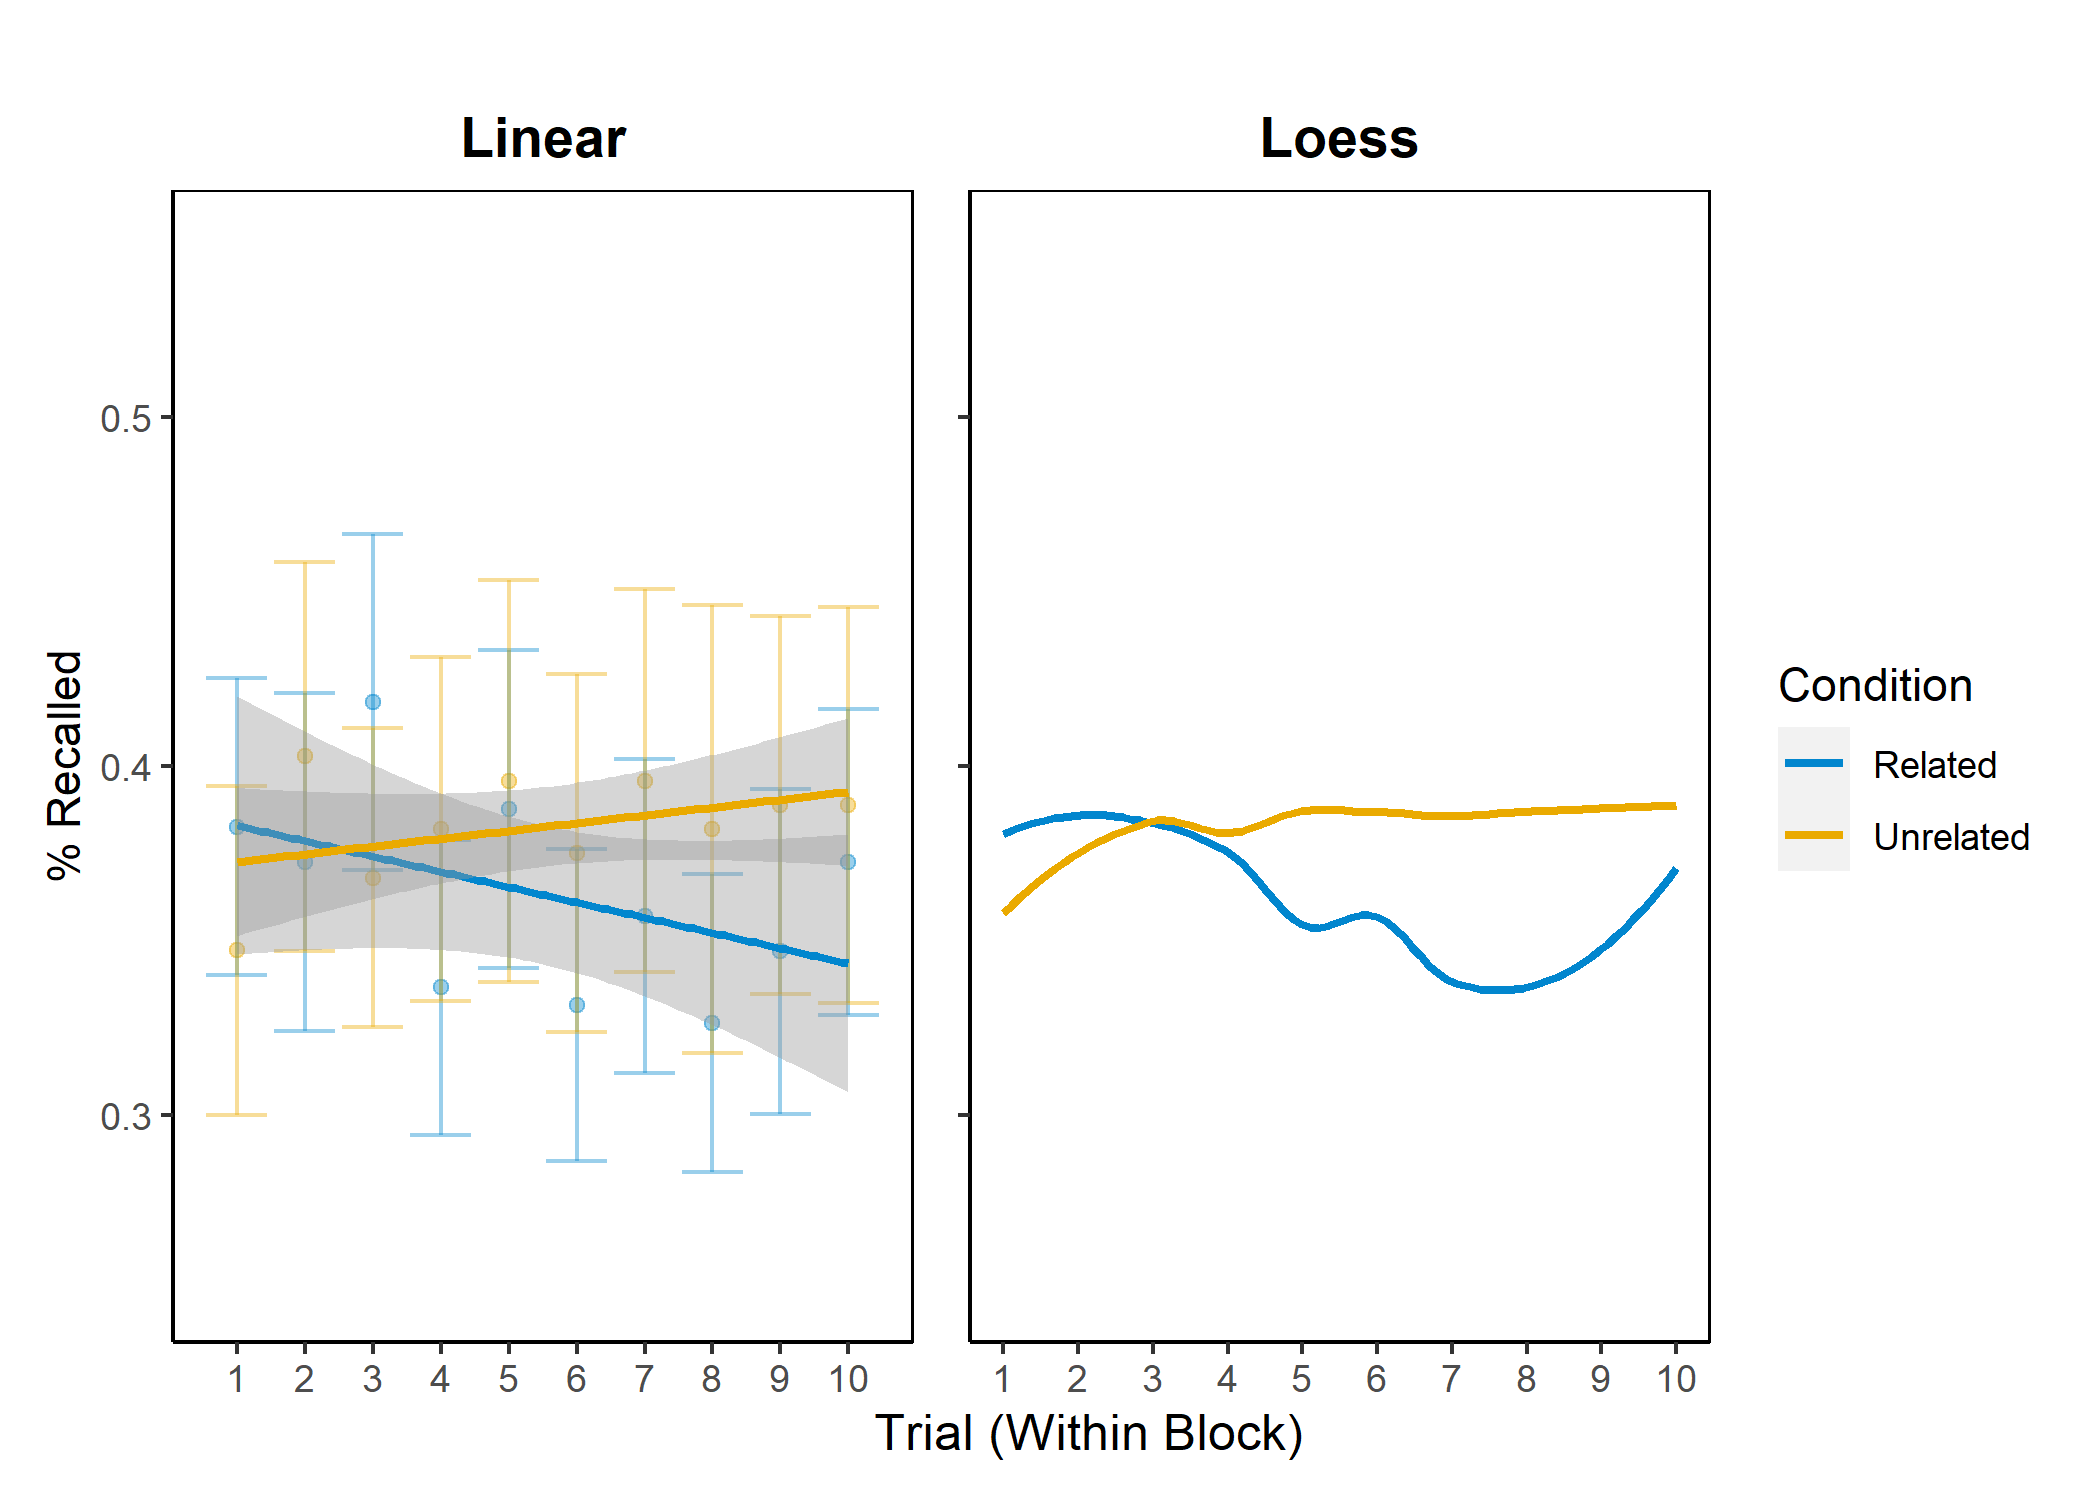 Linear
Loess
% Recalled
0.5
0.4
0.3
1 2 3 4 5 6 7 8 9 10
1 2 3 4 5 6 7 8 9 10
Trial (Within Block)
Condition
Related
Unrelated